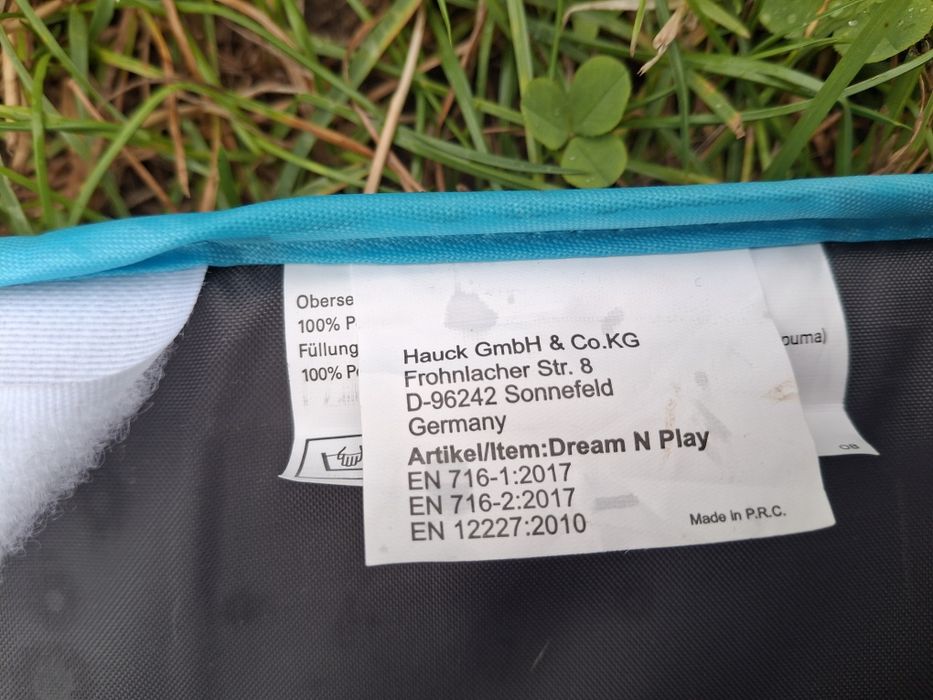 Oberse
100% P
Füllung
100% P
ouma)
Hauck GmbH & Co.KG
Frohnlacher Str. 8
D-96242 Sonnefeld
Germany
Artikel/Item:Dream N Play
EN 716-1:2017
EN 716-2:2017
EN 12227:2010
Made in P.R.C.